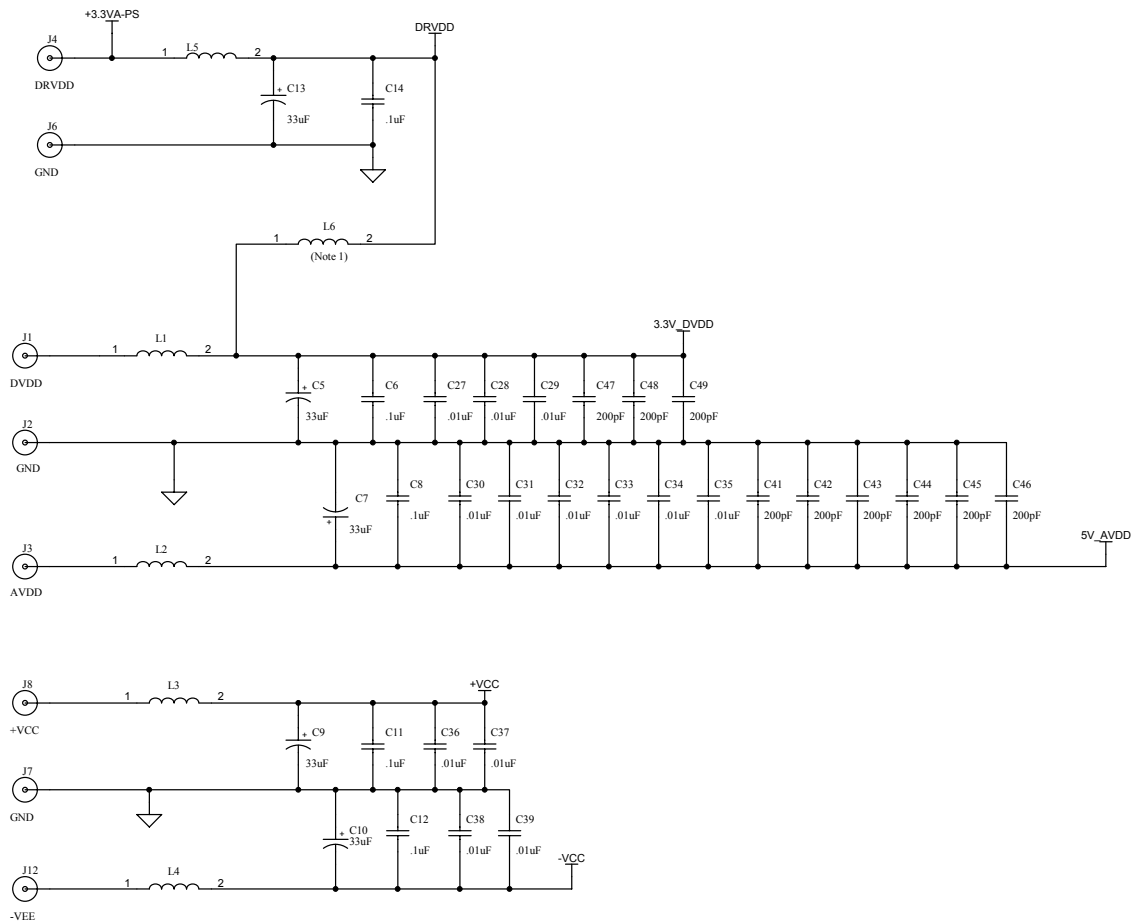 +3.3VA-PS
DRVDD
J4
L5
1 2
DRVDD
+ C13
C14
33uF
.1uF
J6
GND
L6
1 2
(Note 1)
3.3V_DVDD
J1
L1
1 2
DVDD
+ C5
C6
C27
C28
C29
C47
C48
C49
33uF
.1uF
.01uF
.01uF
.01uF
200pF
200pF
200pF
J2
GND
C7
C8
C30
C31
C32
C33
C34
C35
C41
C42
C43
C44
C45
C46
+ 33uF
.1uF
.01uF
.01uF
.01uF
.01uF
.01uF
.01uF
200pF
200pF
200pF
200pF
200pF
200pF
5V_AVDD
J3
L2
1 2
AVDD
J8
L3
1 2
+VCC
+VCC
+ C9
C11
C36
C37
33uF
.1uF
.01uF
.01uF
J7
GND
+ C10
C12
C38
C39
33uF
.1uF
.01uF
.01uF
-VCC
J12
L4
1 2
-VEE